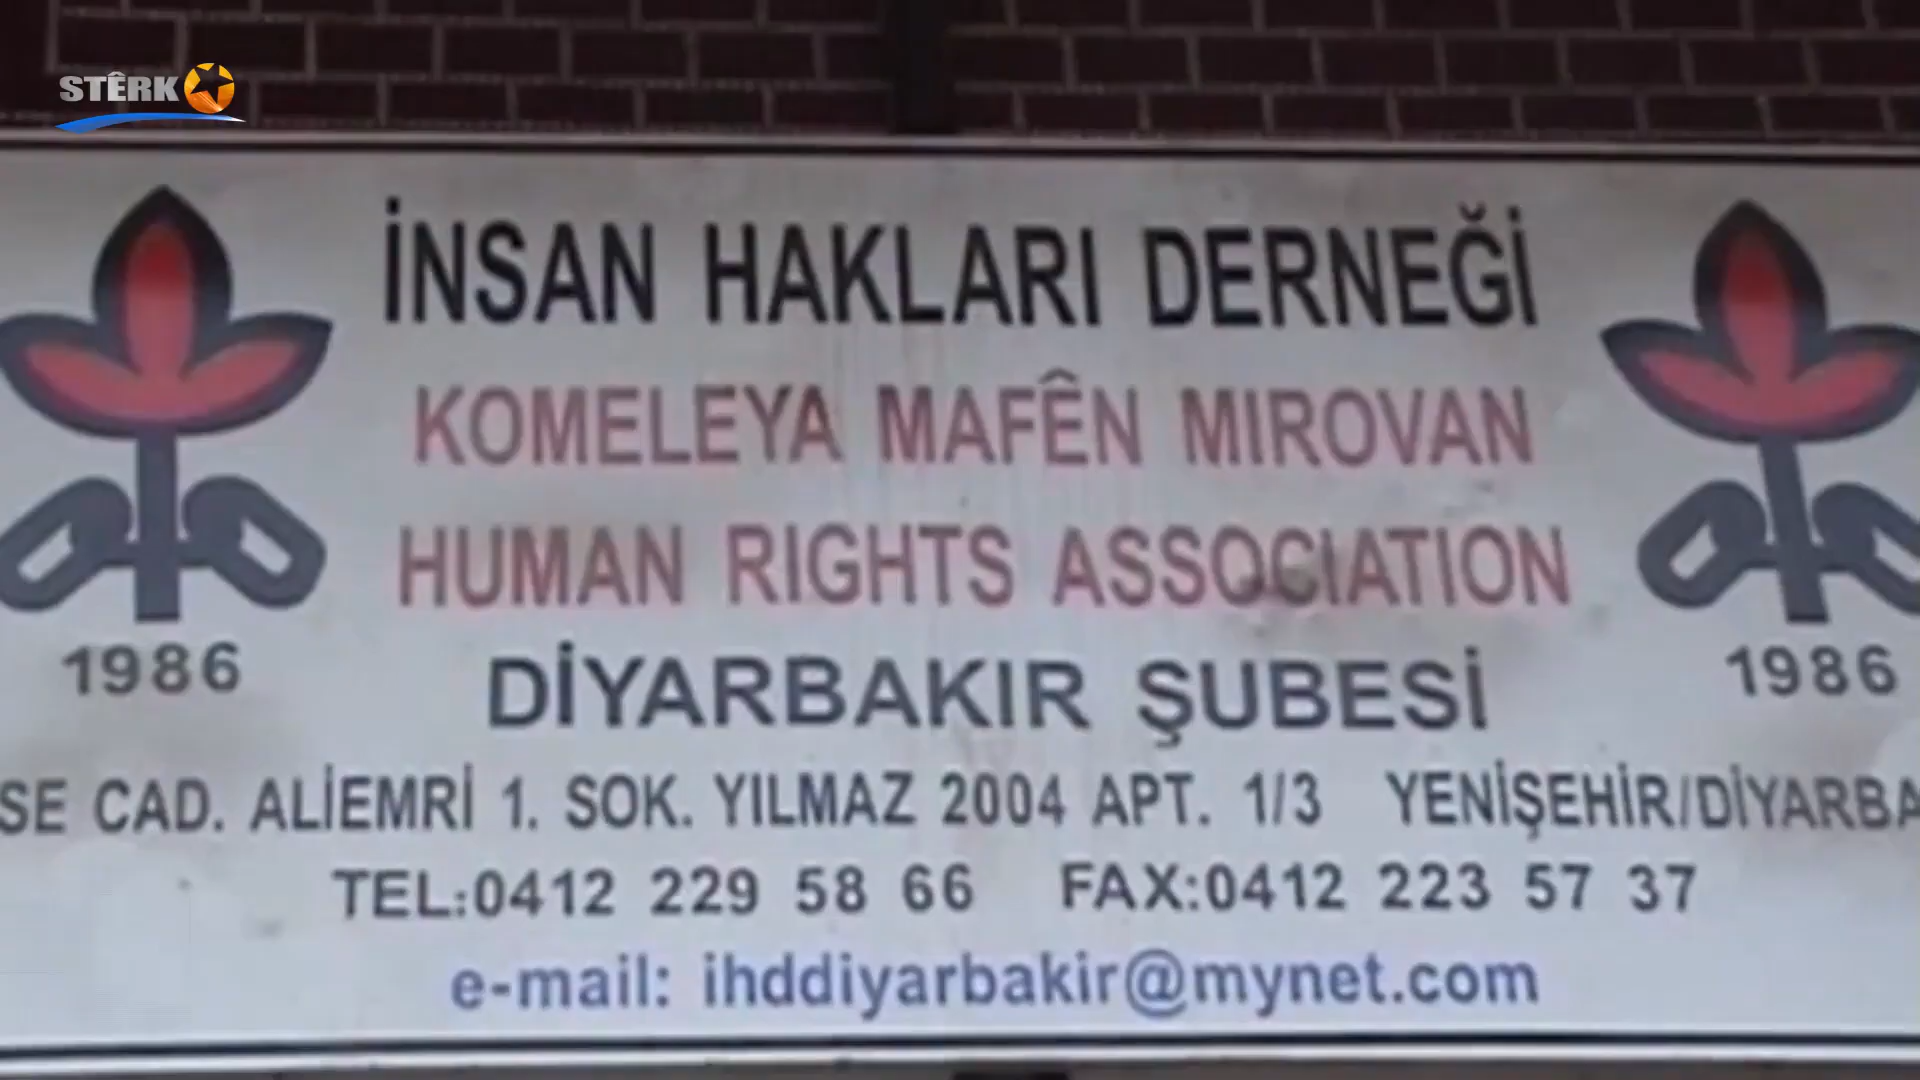 STÊRK
İNSAN HAKLARI DERNEĞİ
KOMELEYA MAFÊN MIROVAN
HUMAN RIGHTS ASSOCIATION
1986
1986
DİYARBAKIR ŞUBESİ
CAD. ALİEMRİ 1. SOK. YILMAZ 2004 APT. 1/3 YENİŞEHİR/DİYARBA
TEL:0412 229 58 66 FAX:0412 223 57 37
e-mail: ihddiyarbakir@mynet.com